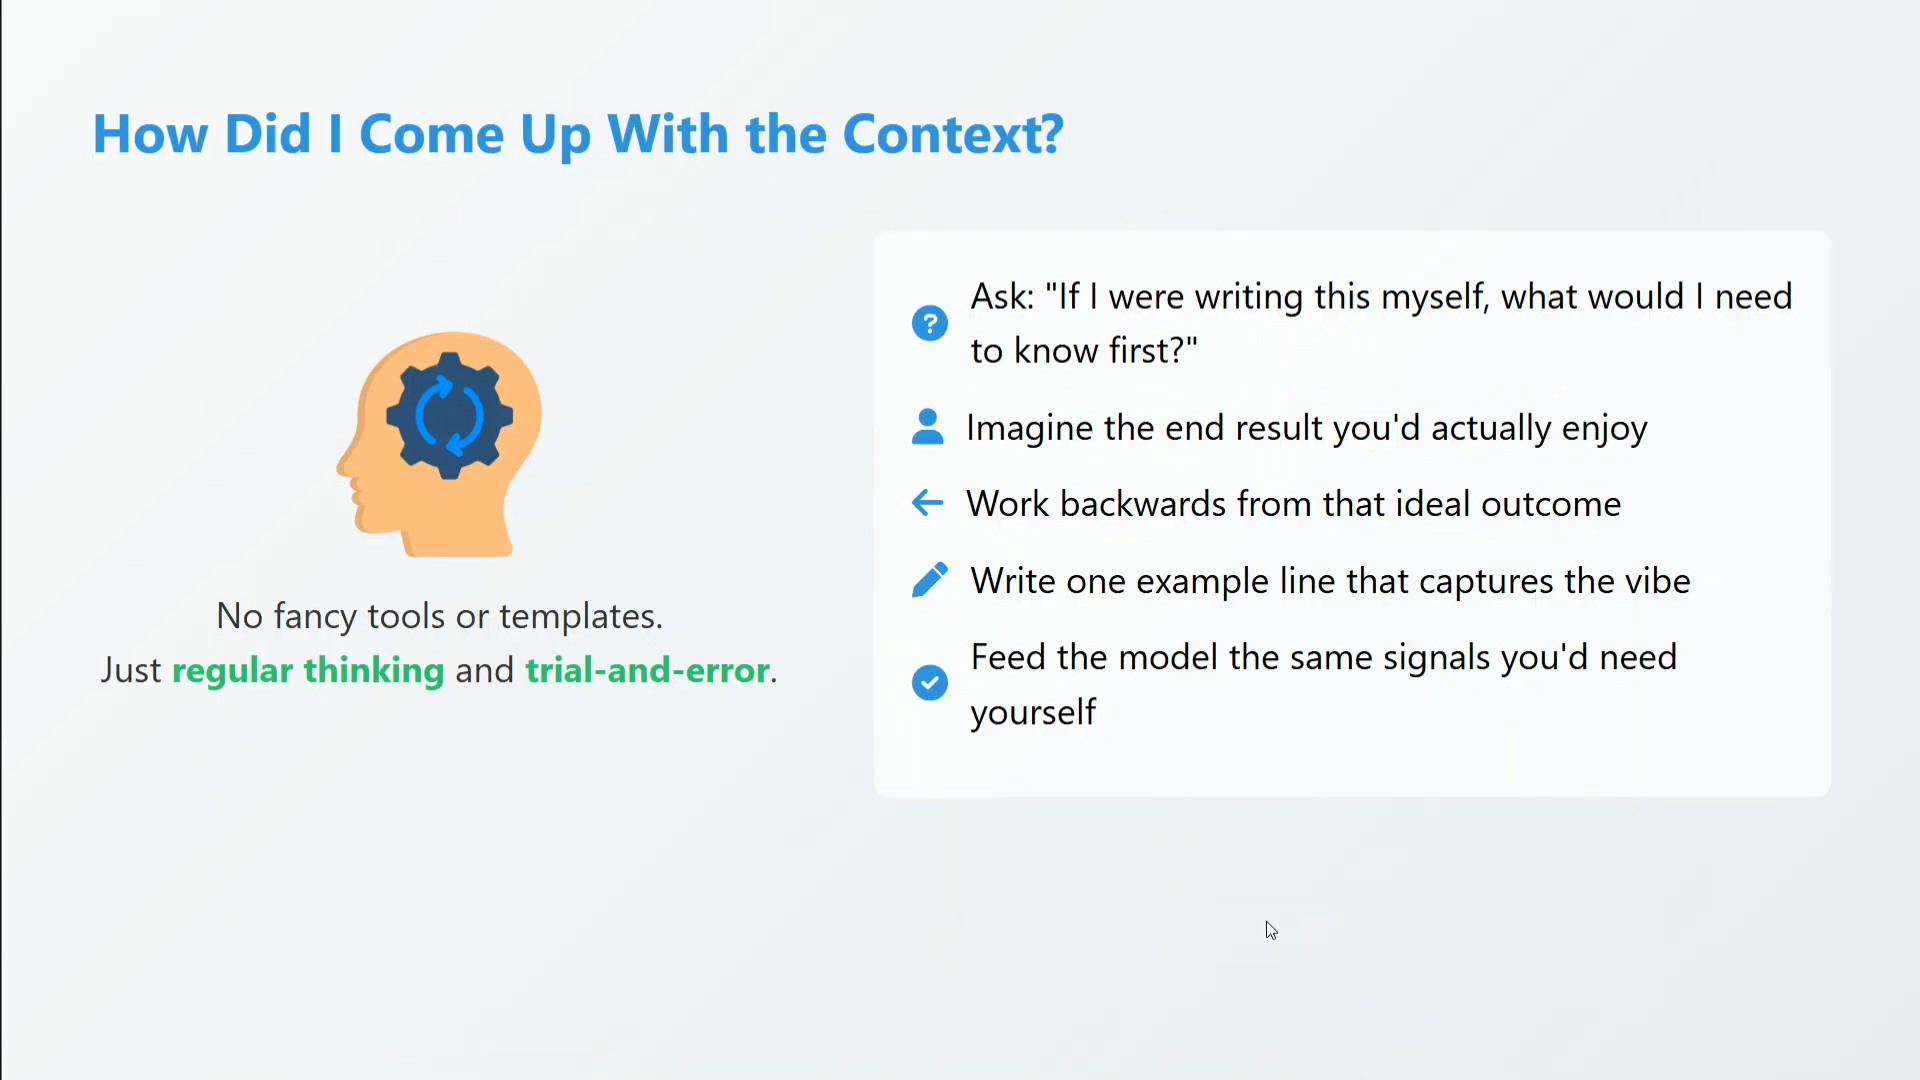 How Did I Come Up With the Context?
No fancy tools or templates.
Just regular thinking and trial-and-error.
Ask: "If I were writing this myself, what would I need
to know first?"
Imagine the end result you'd actually enjoy
Work backwards from that ideal outcome
Write one example line that captures the vibe
Feed the model the same signals you'd need
yourself